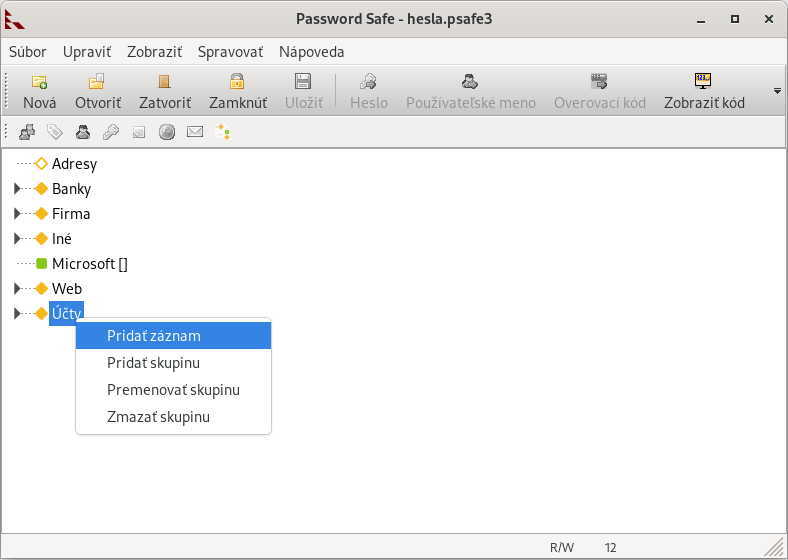 Password Safe - hesla.psafe3
Súbor Upraviť Zobraziť Spravovať Nápoveda
Nová Otvoriť Zatvoriť Zamknúť Uložiť Heslo Používateľské meno Overovací kód Zobraziť kód
Adresy
Banky
Firma
Iné
Microsoft []
Web
Účty
Pridať záznam
Pridať skupinu
Premenovať skupinu
Zmazať skupinu
R/W 12